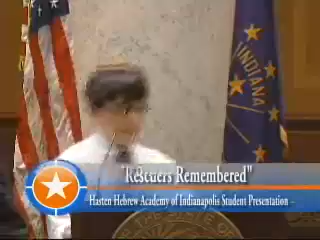 INDIANA
"Rescuers Remembered"
Hasten Hebrew Academy of Indianapolis Student Presentation